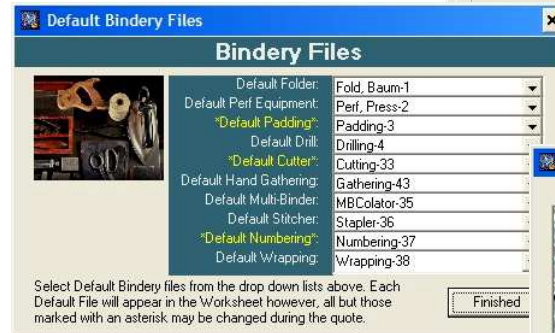 Default Bindery Files
Bindery Files
Default Folder: Fold, Baum-1
Default Perf Equipment: Perf, Press-2
*Default Padding*: Padding-3
Default Drill: Drilling-4
*Default Cutter*: Cutting-33
Default Hand Gathering: Gathering-43
Default Multi-Binder: MBColator-35
Default Stitcher: Stapler-36
*Default Numbering*: Numbering-37
Default Wrapping: Wrapping-38
Select Default Bindery files from the drop down lists above. Each
Default File will appear in the Worksheet however, all but those
marked with an asterisk may be changed during the quote.
Finished